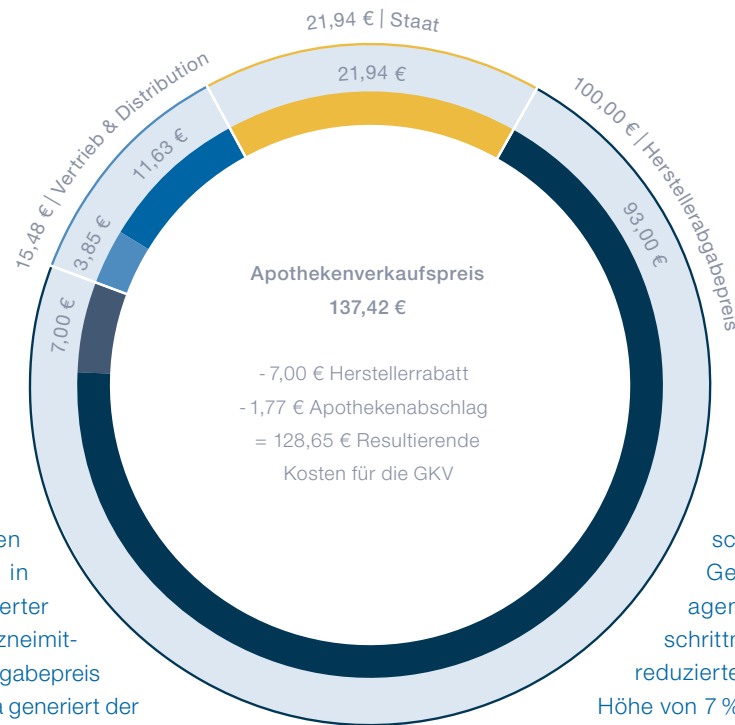 21,94 € | Staat
21,94 €
15,48 € | Vertrieb & Distribution
11,63 €
3,85 €
7,00 €
100,00 € | Herstellerabgabepreis
93,00 €
Apothekenverkaufspreis
137,42 €
- 7,00 € Herstellerrabatt
- 1,77 € Apothekenabschlag
= 128,65 € Resultierende
Kosten für die GKV
en
in
erter
zneimit-
gabepreis
generiert der
sc
Ge
agen
schrittm
reduzierte
Höhe von 7 %